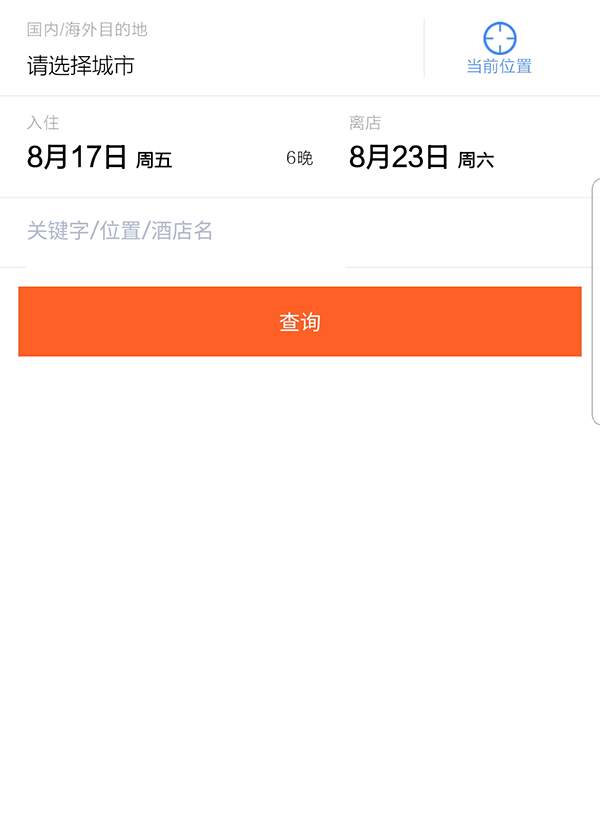 国内/海外目的地
请选择城市
当前位置
入住
离店
8月17日 周五
6晚
8月23日 周六
关键字/位置/酒店名
查询